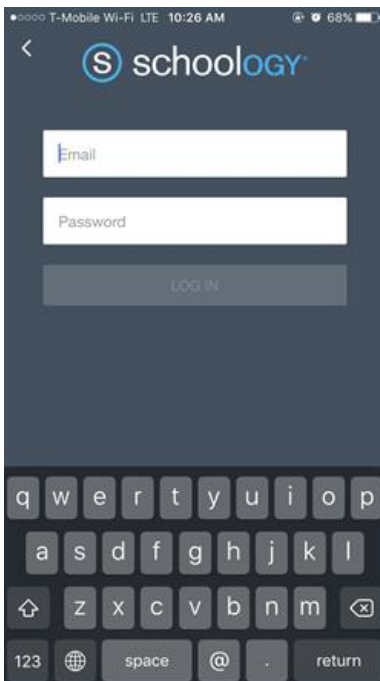 T-Mobile Wi-Fi LTE 10:26 AM 68%
S schoology
Email
Password
LOG IN
q w e r t y u i o p
a s d f g h j k l
z x c v b n m
123 space @ . return